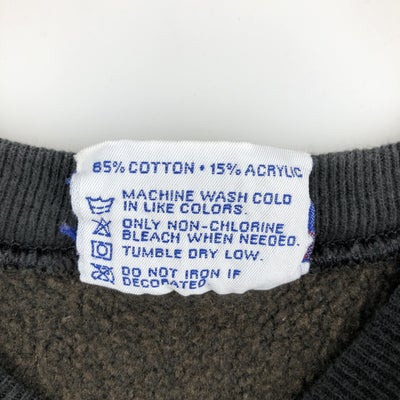 85% COTTON • 15% ACRYLIC
MACHINE WASH COLD
IN LIKE COLORS.
ONLY NON-CHLORINE
BLEACH WHEN NEEDED.
TUMBLE DRY LOW.
DO NOT IRON IF
DECORATED.